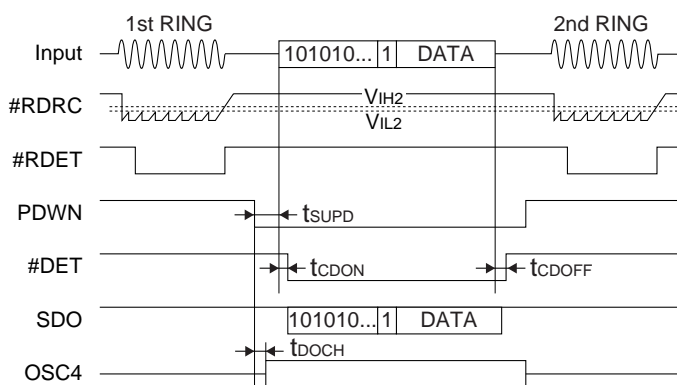 1st RING 2nd RING
Input 101010... 1 DATA
#RDRC VIH2
VIL2
#RDET
PDWN tSUPD
#DET tCDON tCDOFF
SDO 101010... 1 DATA
tDOCH
OSC4